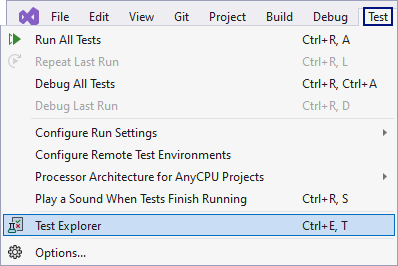 File Edit View Git Project Build Debug Test
Run All Tests Ctrl+R, A
Repeat Last Run Ctrl+R, L
Debug All Tests Ctrl+R, Ctrl+A
Debug Last Run Ctrl+R, D
Configure Run Settings
Configure Remote Test Environments
Processor Architecture for AnyCPU Projects
Play a Sound When Tests Finish Running Ctrl+R, S
Test Explorer Ctrl+E, T
Options...